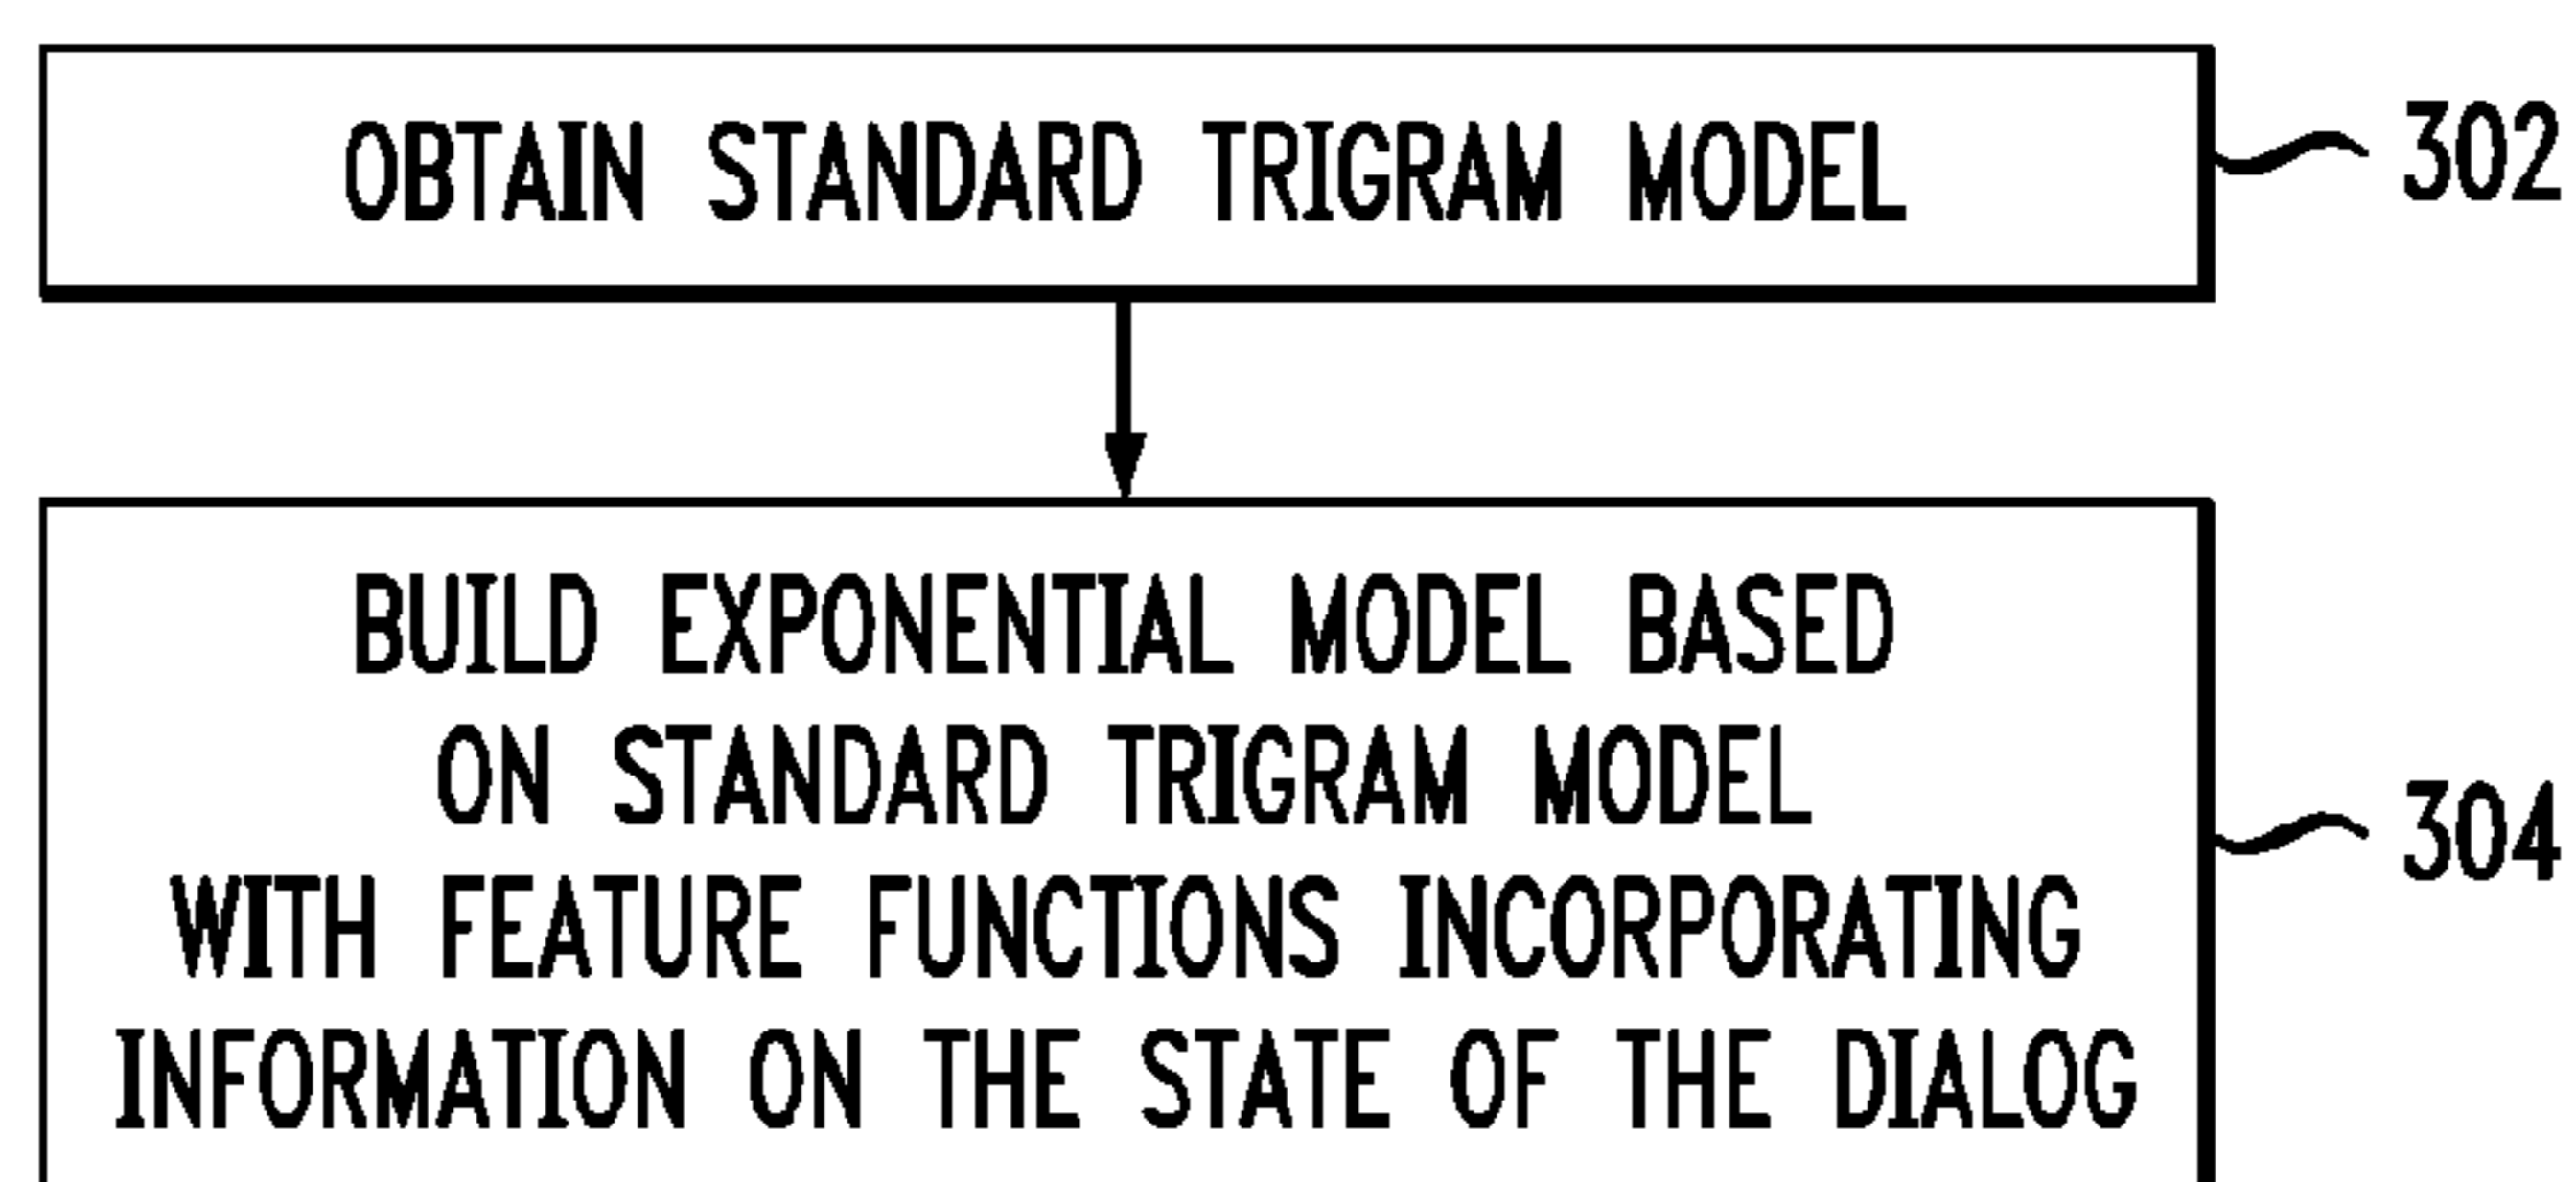 OBTAIN STANDARD TRIGRAM MODEL
302
BUILD EXPONENTIAL MODEL BASED
ON STANDARD TRIGRAM MODEL
WITH FEATURE FUNCTIONS INCORPORATING
INFORMATION ON THE STATE OF THE DIALOG
304